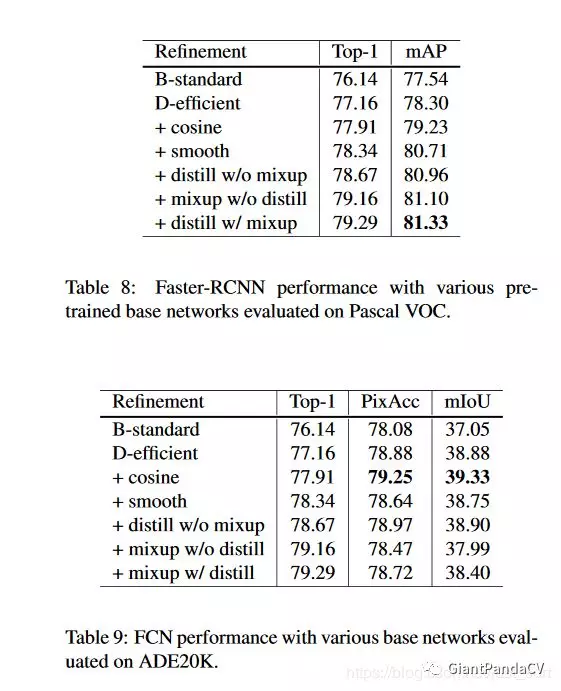 Refinement Top-1 mAP
B-standard 76.14 77.54
D-efficient 77.16 78.30
+ cosine 77.91 79.23
+ smooth 78.34 80.71
+ distill w/o mixup 78.67 80.96
+ mixup w/o distill 79.16 81.10
+ distill w/ mixup 79.29 81.33
Table 8: Faster-RCNN performance with various pre-
trained base networks evaluated on Pascal VOC.
Refinement Top-1 PixAcc mIoU
B-standard 76.14 78.08 37.05
D-efficient 77.16 78.88 38.88
+ cosine 77.91 79.25 39.33
+ smooth 78.34 78.64 38.75
+ distill w/o mixup 78.67 78.97 38.90
+ mixup w/o distill 79.16 78.47 37.99
+ mixup w/ distill 79.29 78.72 38.40
Table 9: FCN performance with various base networks eval-
uated on ADE20K.
GiantPandaCV